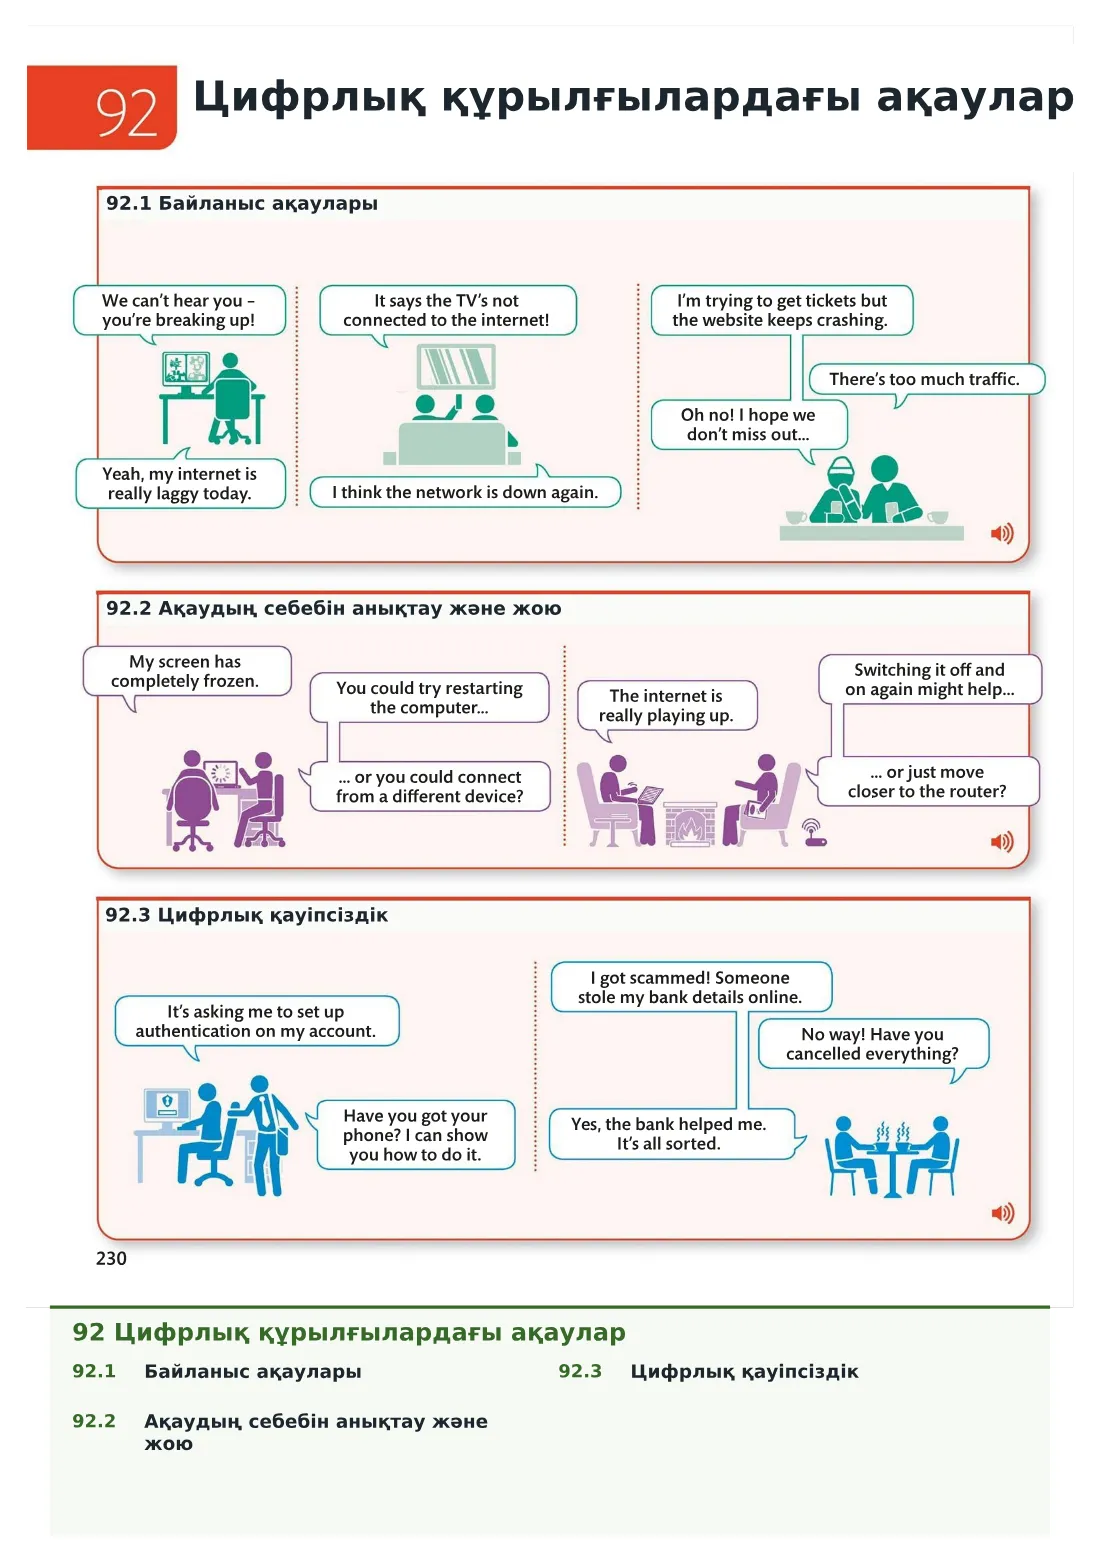 92
Цифрлық құрылғылардағы ақаулар
92.1 Байланыс ақаулары
We can't hear you –
you're breaking up!
Yeah, my internet is
really laggy today.
It says the TV's not
connected to the internet!
I think the network is down again.
I'm trying to get tickets but
the website keeps crashing.
There's too much traffic.
Oh no! I hope we
don't miss out...
92.2 Ақаудың себебін анықтау және жою
My screen has
completely frozen.
You could try restarting
the computer...
... or you could connect
from a different device?
The internet is
really playing up.
Switching it off and
on again might help...
... or just move
closer to the router?
92.3 Цифрлық қауіпсіздік
It's asking me to set up
authentication on my account.
Have you got your
phone? I can show
you how to do it.
I got scammed! Someone
stole my bank details online.
No way! Have you
cancelled everything?
Yes, the bank helped me.
It's all sorted.
230
92 Цифрлық құрылғылардағы ақаулар
92.1 Байланыс ақаулары
92.2 Ақаудың себебін анықтау және
жою
92.3 Цифрлық қауіпсіздік